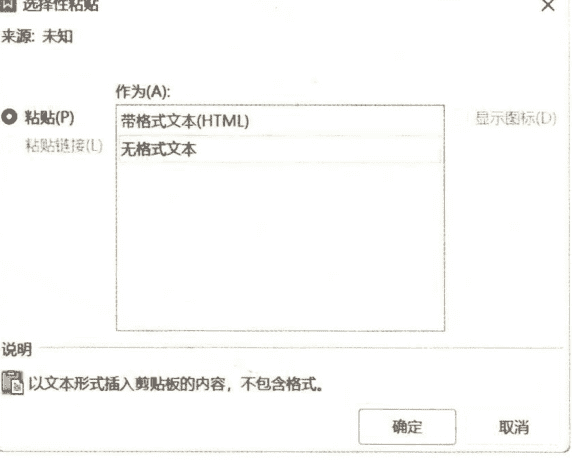 选择性粘贴
来源: 未知
作为(A):
粘贴(P)
带格式文本(HTML)
显示图标(D)
粘贴链接(L)
无格式文本
说明
以文本形式插入剪贴板的内容，不包含格式。
确定
取消